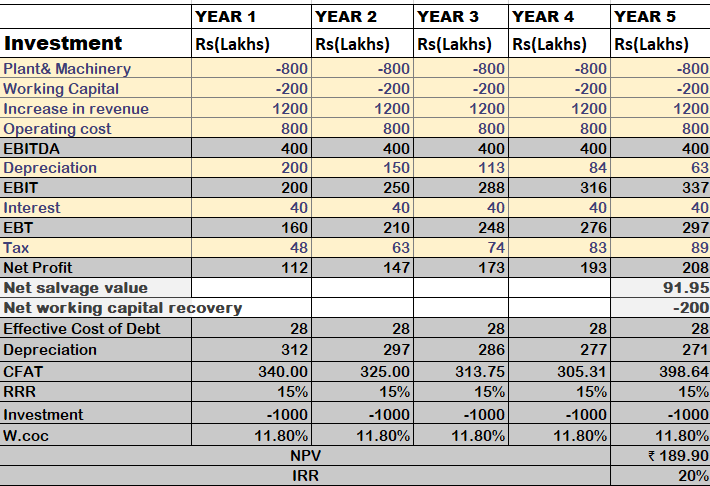 YEAR 1 YEAR 2 YEAR 3 YEAR 4 YEAR 5
Investment Rs(Lakhs) Rs(Lakhs) Rs(Lakhs) Rs(Lakhs) Rs(Lakhs)
Plant& Machinery -800 -800 -800 -800 -800
Working Capital -200 -200 -200 -200 -200
Increase in revenue 1200 1200 1200 1200 1200
Operating cost 800 800 800 800 800
EBITDA 400 400 400 400 400
Depreciation 200 150 113 84 63
EBIT 200 250 288 316 337
Interest 40 40 40 40 40
EBT 160 210 248 276 297
Tax 48 63 74 83 89
Net Profit 112 147 173 193 208
Net salvage value 91.95
Net working capital recovery -200
Effective Cost of Debt 28 28 28 28 28
Depreciation 312 297 286 277 271
CFAT 340.00 325.00 313.75 305.31 398.64
RRR 15% 15% 15% 15% 15%
Investment -1000 -1000 -1000 -1000 -1000
W.coc 11.80% 11.80% 11.80% 11.80% 11.80%
NPV ₹ 189.90
IRR 20%